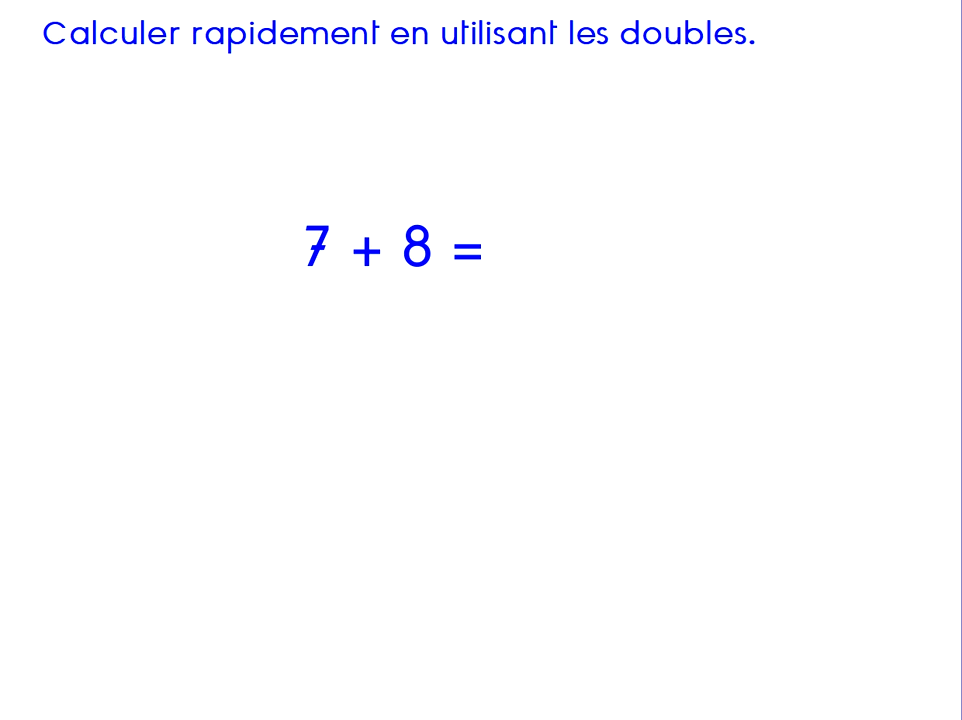 Calculer rapidement en utilisant les doubles.
7 + 8 =